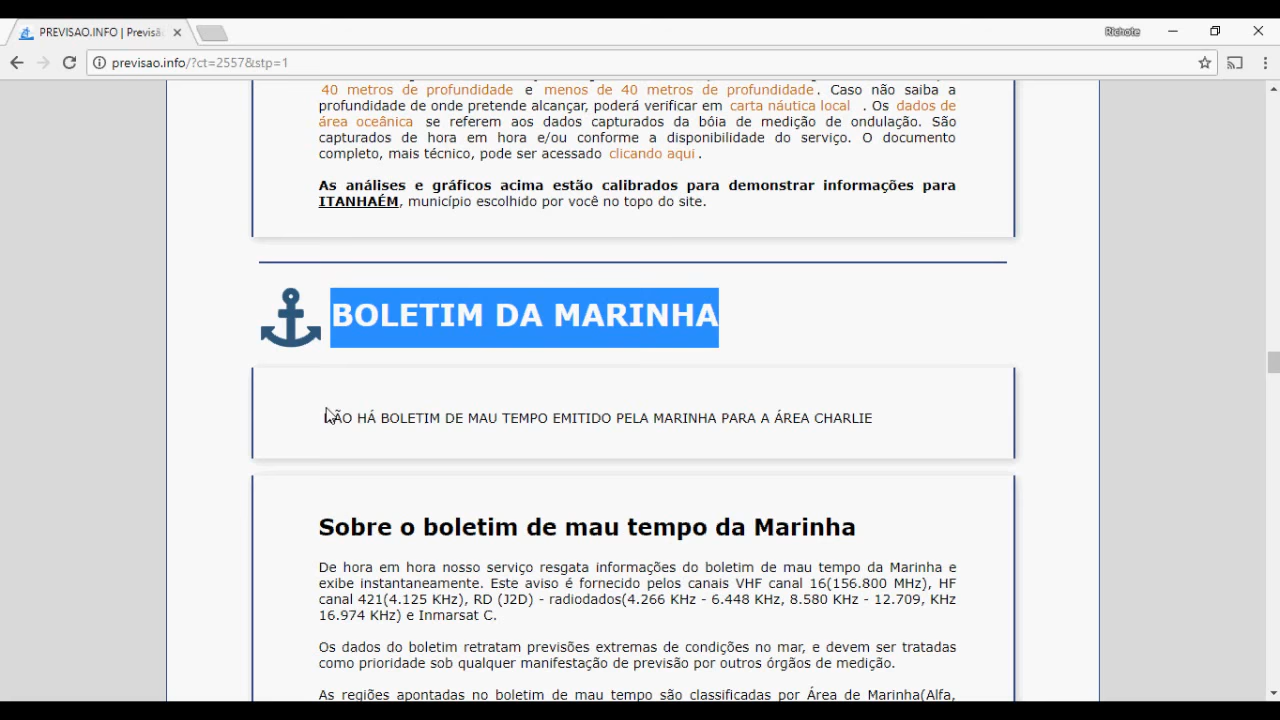 PREVISAO.INFO | Previsã
Richote
previsao.info/?ct=2557&stp=1
40 metros de profundidade e menos de 40 metros de profundidade. Caso não saiba a
profundidade de onde pretende alcançar, poderá verificar em carta náutica local . Os dados de
área oceânica se referem aos dados capturados da bóia de medição de ondulação. São
capturados de hora em hora e/ou conforme a disponibilidade do serviço. O documento
completo, mais técnico, pode ser acessado clicando aqui.
As análises e gráficos acima estão calibrados para demonstrar informações para
ITANHAÉM, município escolhido por você no topo do site.
BOLETIM DA MARINHA
NÃO HÁ BOLETIM DE MAU TEMPO EMITIDO PELA MARINHA PARA A ÁREA CHARLIE
Sobre o boletim de mau tempo da Marinha
De hora em hora nosso serviço resgata informações do boletim de mau tempo da Marinha e
exibe instantaneamente. Este aviso é fornecido pelos canais VHF canal 16(156.800 MHz), HF
canal 421(4.125 KHz), RD (J2D) - radiodados(4.266 KHz - 6.448 KHz, 8.580 KHz - 12.709, KHz
16.974 KHz) e Inmarsat C.
Os dados do boletim retratam previsões extremas de condições no mar, e devem ser tratadas
como prioridade sob qualquer manifestação de previsão por outros órgãos de medição.
As regiões apontadas no boletim de mau tempo são classificadas por Área de Marinha(Alfa,